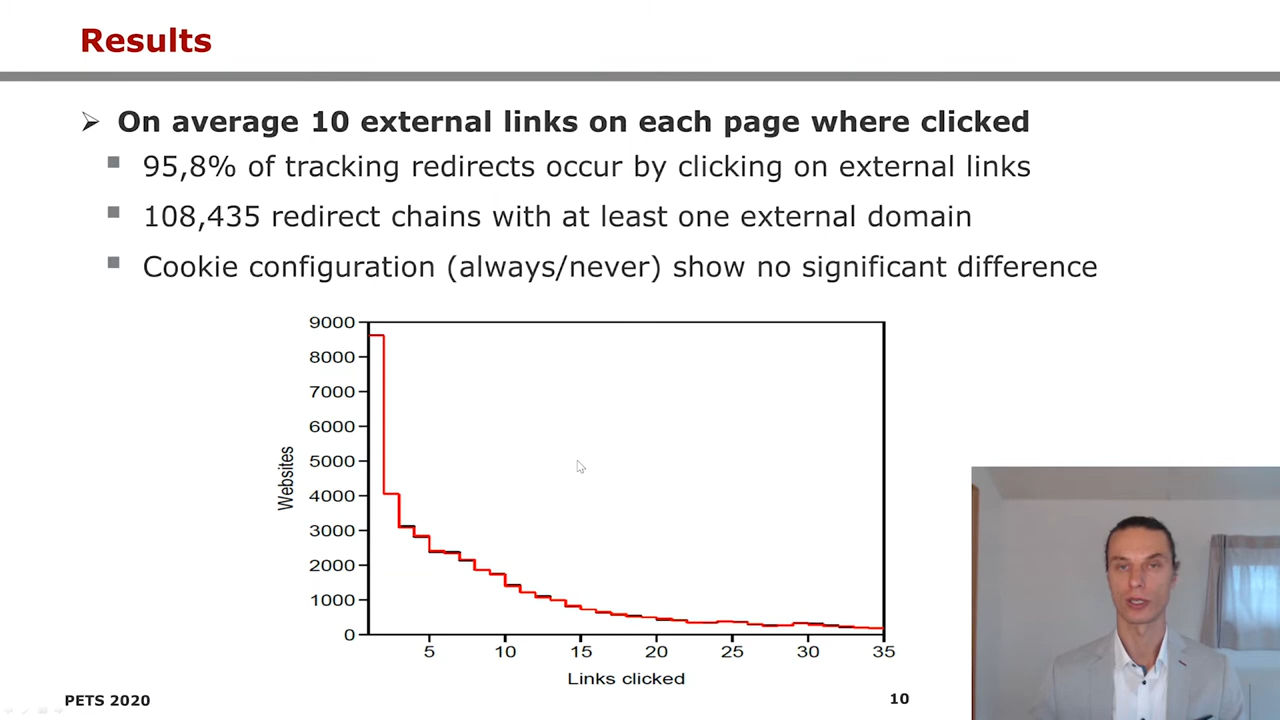 Results
On average 10 external links on each page where clicked
95,8% of tracking redirects occur by clicking on external links
108,435 redirect chains with at least one external domain
Cookie configuration (always/never) show no significant difference
9000
8000
7000
6000
5000
4000
3000
2000
1000
0
Websites
5 10 15 20 25 30 35
Links clicked
PETS 2020
10